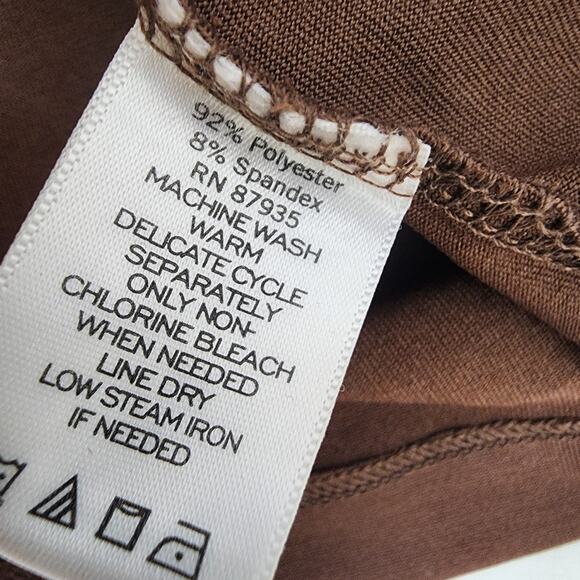 92% Polyester
8% Spandex
RN 87935
MACHINE WASH
WARM
DELICATE CYCLE
SEPARATELY
ONLY NON-
CHLORINE BLEACH
WHEN NEEDED
LINE DRY
LOW STEAM IRON
IF NEEDED